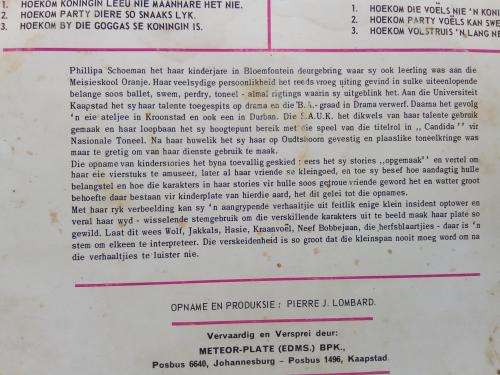 1. HOEKOM KONINGIN LEEU NIE MAANHARE HET NIE.
2. HOEKOM PARTY DIERE SO SNAAKS LYK.
3. HOEKOM BY DIE GOGGAS SE KONINGIN IS.
1. HOEKOM DIE VOËLS NIE 'N KONI
2. HOEKOM PARTY VOËLS KAN SWE
3. HOEKOM VOLSTRUIS 'N LANG NE
Phillipa Schoeman het haar kinderjare in Bloemfontein deurgebring waar sy ook leerling was aan die
Meisieskool Oranje. Haar veelsydige persoonlikheid het reeds vroeg uiting gevind in sulke uiteenlopende
belange soos ballet, swem, perdry, toneel - almal rigtings waarin sy uitgeblink het. Aan die Universiteit
Kaapstad het sy haar talente toegespits op drama en die B.A.-graad in Drama verwerf. Daarna het gevolg
'n eie ateljee in Kroonstad en ook een in Durban. Die S.A.U.K. het dikwels van haar talente gebruik
gemaak en haar loopbaan het sy hoogtepunt bereik met die speel van die titelrol in ,, Candida'' vir
Nasionale Toneel. Na haar huwelik het sy haar op Oudtshoorn gevestig en plaaslike toneelkringe was
maar te gretig om van haar dienste gebruik te maak.
Die opname van kinderstories het byna toevallig geskied : eers het sy stories ,,opgemaak'' en vertel om
haar eie viertsuks te amuseer, later al haar vriende se kleingoed, en toe sy besef hoe aandagtig hulle
belangstel en hoe die karakters in haar stories vir hulle soos egtroue vriende geword het en watter groot
behoefte daar bestaan vir kinderplate van hierdie aard, het dit gelei tot die opnames.
Met haar ryk verbeelding kan sy 'n aangrypende verhaaltjie uit feitlik enige klein insident optower en
veral haar wyd - wisselende stemgebruik om die verskillende karakters uit te beeld maak haar plate so
gewild. Laat dit wees Wolf, Jakkals, Hasie, Kraanvoël, Neef Bobbejaan, die herfsblaartjies - daar is 'n
stem om elkeen te interpreteer. Die verskeidenheid is so groot dat die kleinspan nooit moeg word om na
die verhaaltjies te luister nie.
OPNAME EN PRODUKSIE : PIERRE J. LOMBARD.
Vervaardig en Versprei deur:
METEOR-PLATE (EDMS.) BPK.,
Posbus 6640, Johannesburg – Posbus 1496, Kaapstad.